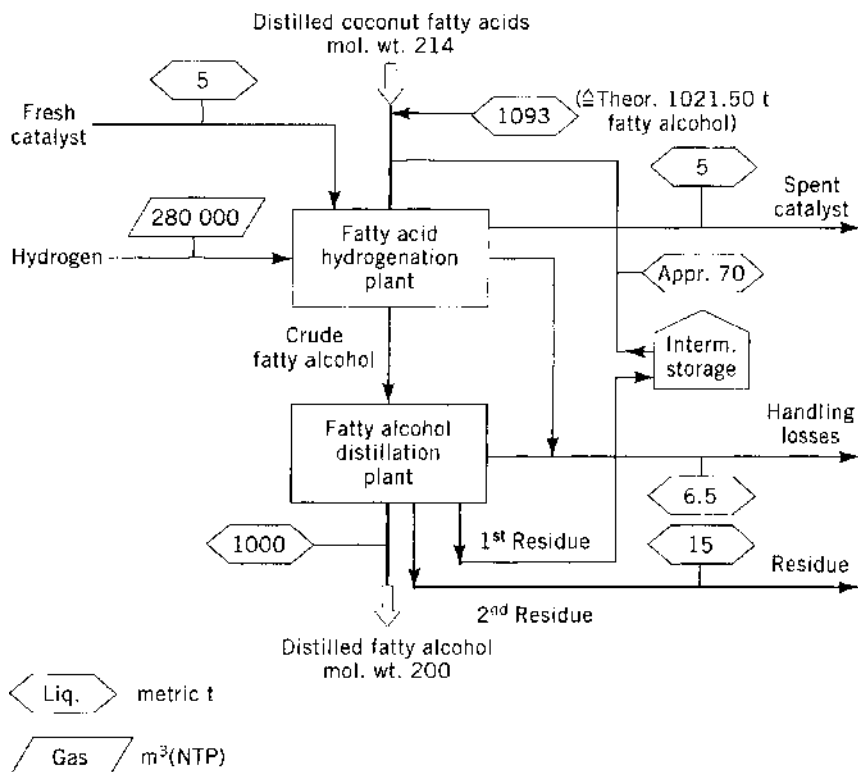 Distilled coconut fatty acids
mol. wt. 214
5
Fresh
catalyst
1093
(≙Theor. 1021.50 t
fatty alcohol)
5
Spent
catalyst
280 000
Hydrogen
Fatty acid
hydrogenation
plant
Appr. 70
Crude
fatty alcohol
Interm.
storage
Fatty alcohol
distillation
plant
Handling
losses
6.5
1000
1st Residue
15
Residue
2nd Residue
Distilled fatty alcohol
mol. wt. 200
Liq. metric t
Gas m³(NTP)